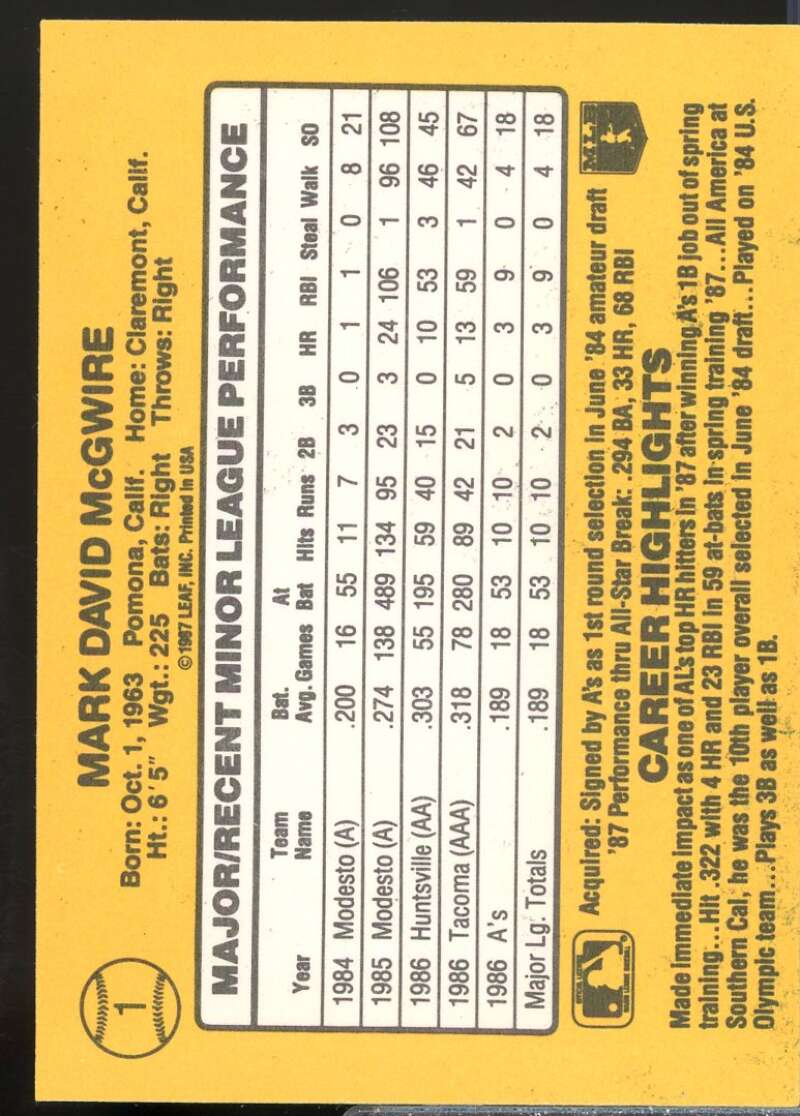 1
MARK DAVID McGWIRE
Born: Oct. 1, 1963 Pomona, Calif. Home: Claremont, Calif.
Ht.: 6'5" Wgt.: 225 Bats: Right Throws: Right
©1987 LEAF, INC. Printed in USA
MAJOR/RECENT MINOR LEAGUE PERFORMANCE
Year Team Name Bat. Avg. Games At Bat Hits Runs 2B 3B HR RBI Steal Walk SO
1984 Modesto (A) .200 16 55 11 7 3 0 1 1 0 8 21
1985 Modesto (A) .274 138 489 134 95 23 3 24 106 1 96 108
1986 Huntsville (AA) .303 55 195 59 40 15 0 10 53 3 46 45
1986 Tacoma (AAA) .318 78 280 89 42 21 5 13 59 1 42 67
1986 A's .189 18 53 10 10 2 0 3 9 0 4 18
Major Lg. Totals .189 18 53 10 10 2 0 3 9 0 4 18
Acquired: Signed by A's as 1st round selection in June '84 amateur draft
'87 Performance thru All-Star Break: .294 BA, 33 HR, 68 RBI
CAREER HIGHLIGHTS
Made immediate impact as one of AL's top HR hitters in '87 after winning A's 1B job out of spring
training...Hit .322 with 4 HR and 23 RBI in 59 at-bats in spring training '87...All America at
Southern Cal, he was the 10th player overall selected in June '84 draft...Played on '84 U.S.
Olympic team...Plays 3B as well as 1B.